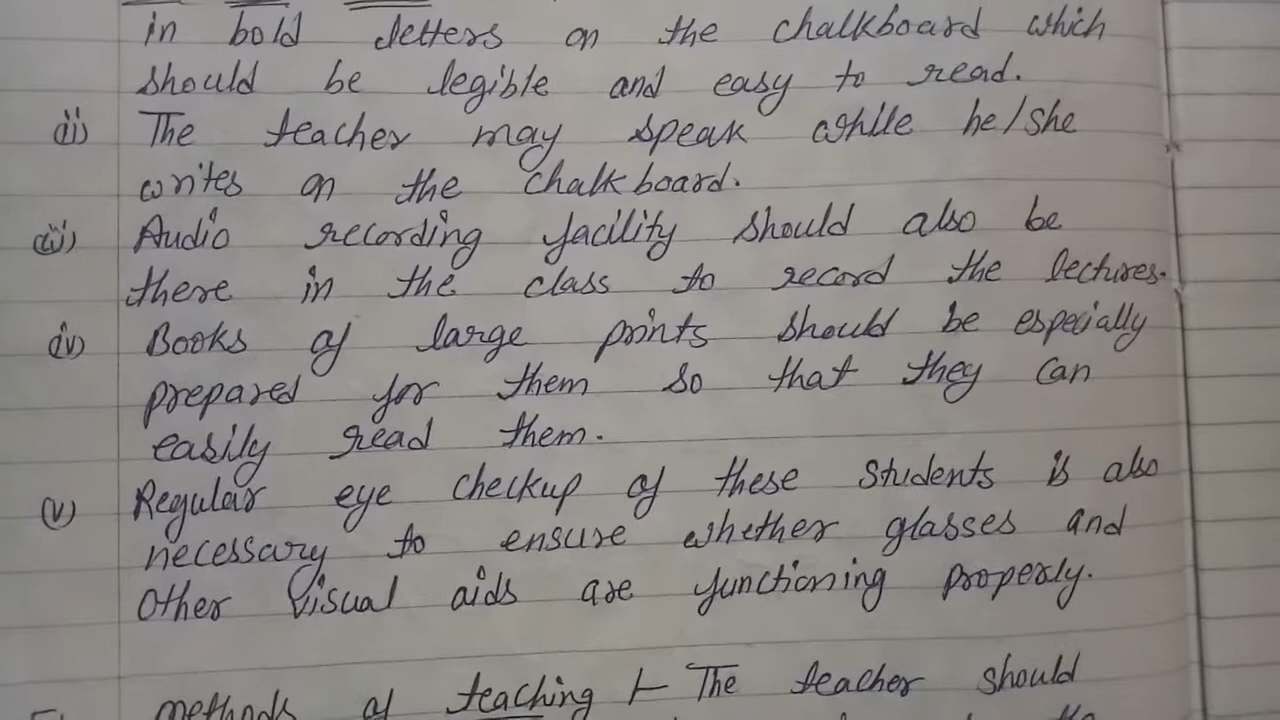 in bold letters on the chalkboard which
should be legible and easy to read.
(ii) The teacher may speak while he/she
writes on the chalkboard.
(iii) Audio recording facility should also be
there in the class to record the lectures.
(iv) Books of large prints should be especially
prepared for them so that they can
easily read them.
(v) Regular eye checkup of these students is also
necessary to ensure whether glasses and
other visual aids are functioning properly.
methods of teaching :- The teacher should